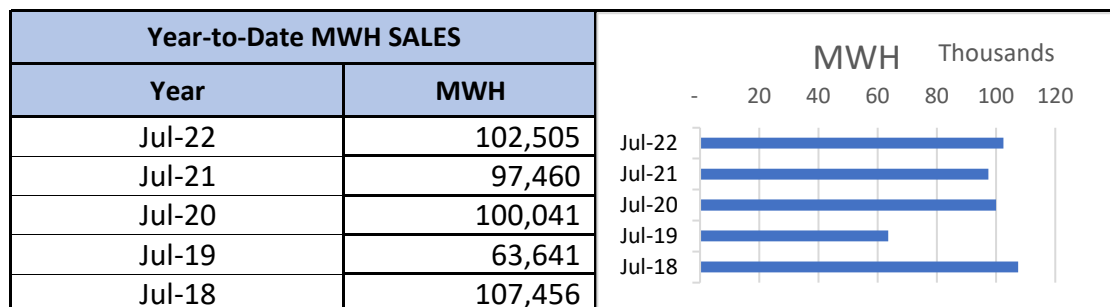 Year-to-Date MWH SALES
Year MWH
Jul-22 102,505
Jul-21 97,460
Jul-20 100,041
Jul-19 63,641
Jul-18 107,456
MWH Thousands
- 20 40 60 80 100 120
Jul-22
Jul-21
Jul-20
Jul-19
Jul-18